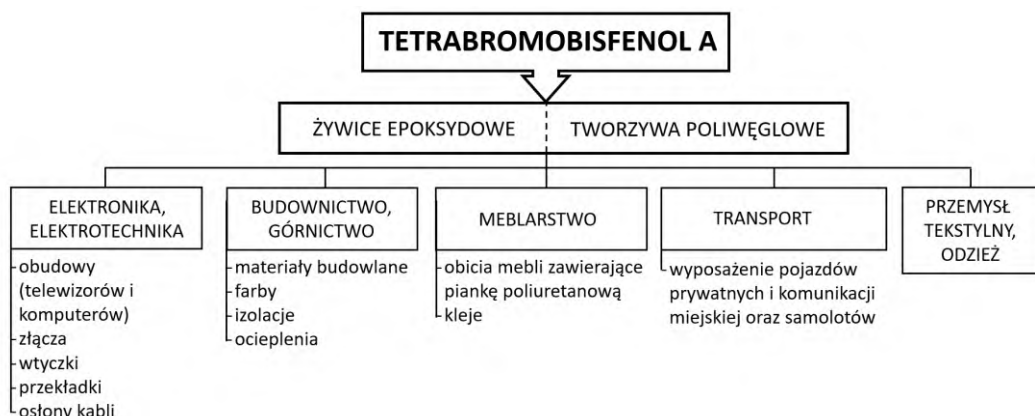 TETRABROMOBISFENOL A
ŻYWICE EPOKSYDOWE
TWORZYWA POLIWĘGLOWE
ELEKTRONIKA,
ELEKTROTECHNIKA
obudowy
(telewizorów i
komputerów)
złącza
wtyczki
przekładki
osłony kabli
BUDOWNICTWO,
GÓRNICTWO
materiały budowlane
farby
izolacje
ocieplenia
MEBLARSTWO
obicia mebli zawierające
piankę poliuretanową
kleje
TRANSPORT
wyposażenie pojazdów
prywatnych i komunikacji
miejskiej oraz samolotów
PRZEMYSŁ
TEKSTYLNY,
ODZIEŻ